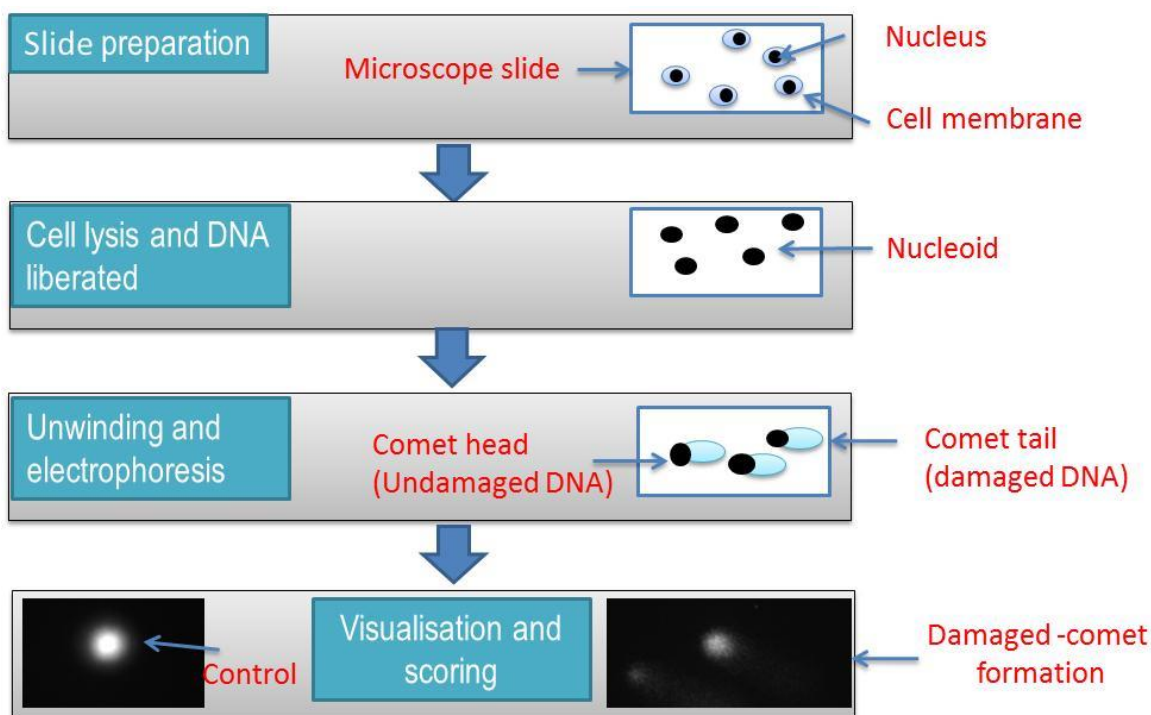 Slide preparation
Microscope slide
Nucleus
Cell membrane
Cell lysis and DNA
liberated
Nucleoid
Unwinding and
electrophoresis
Comet head
(Undamaged DNA)
Comet tail
(damaged DNA)
Control
Visualisation and
scoring
Damaged -comet
formation